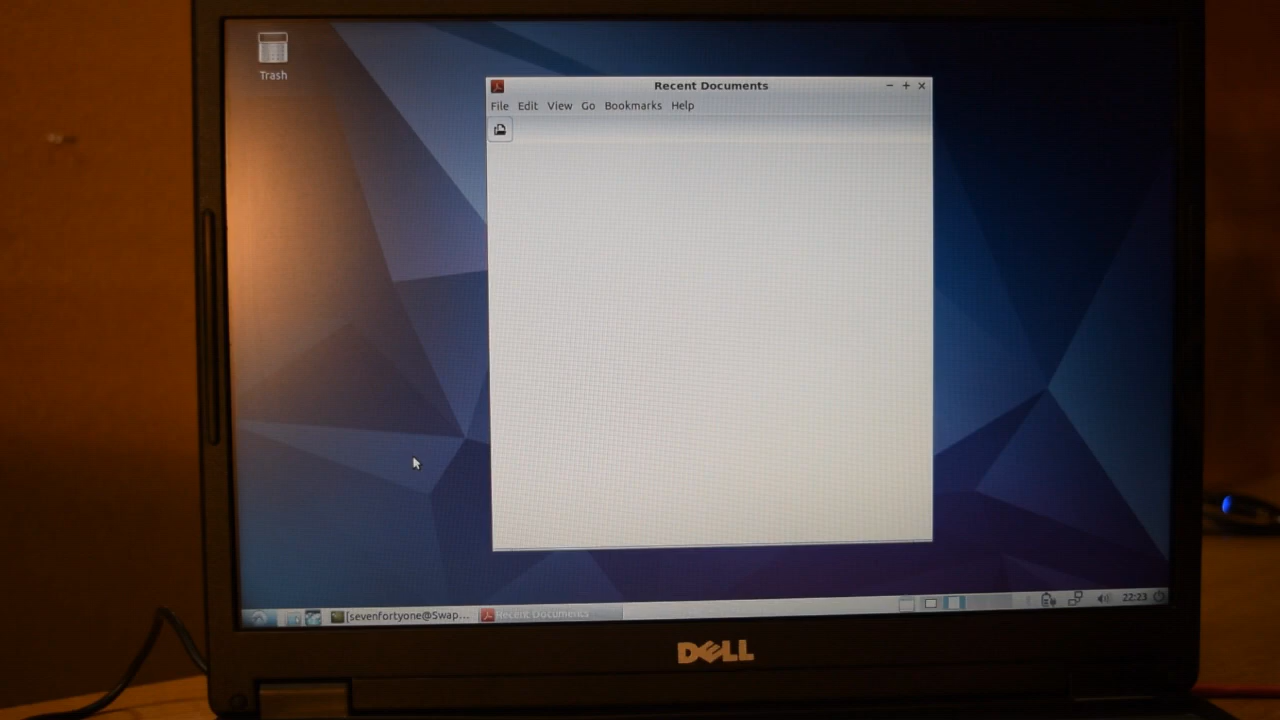 Trash
Recent Documents
File Edit View Go Bookmarks Help
[sevenfortyone@Swap... Recent Documents
22:23
DELL